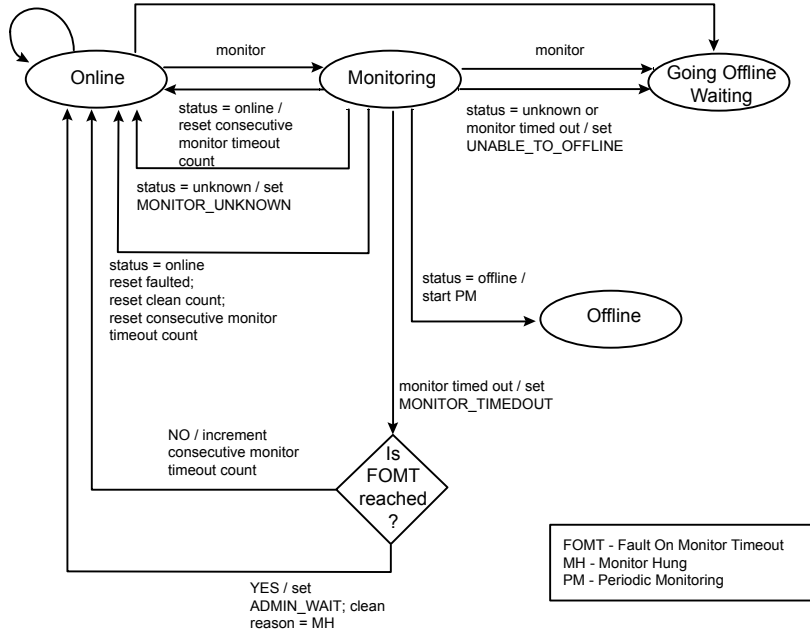 monitor
monitor
Online
Monitoring
Going Offline
Waiting
status = online /
reset consecutive
monitor timeout
count
status = unknown or
monitor timed out / set
UNABLE_TO_OFFLINE
status = unknown / set
MONITOR_UNKNOWN
status = online
reset faulted;
reset clean count;
reset consecutive monitor
timeout count
status = offline /
start PM
Offline
monitor timed out / set
MONITOR_TIMEDOUT
NO / increment
consecutive monitor
timeout count
Is
FOMT
reached
?
FOMT - Fault On Monitor Timeout
MH - Monitor Hung
PM - Periodic Monitoring
YES / set
ADMIN_WAIT; clean
reason = MH